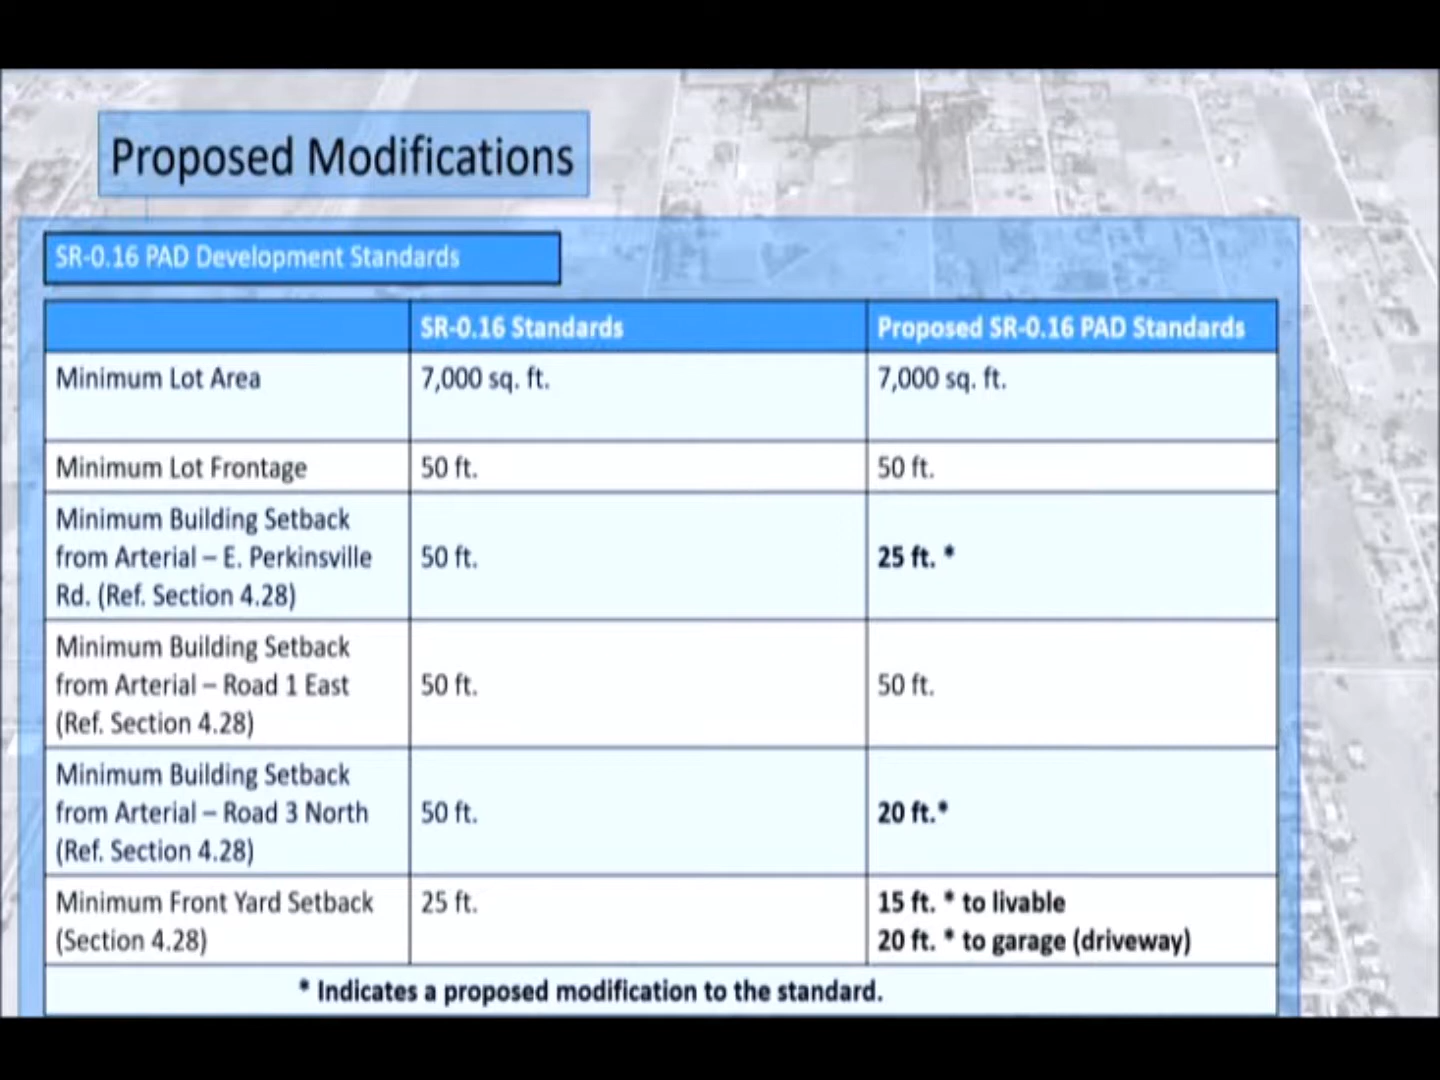 Proposed Modifications
SR-0.16 PAD Development Standards
SR-0.16 Standards
Proposed SR-0.16 PAD Standards
Minimum Lot Area
7,000 sq. ft.
7,000 sq. ft.
Minimum Lot Frontage
50 ft.
50 ft.
Minimum Building Setback
from Arterial – E. Perkinsville
Rd. (Ref. Section 4.28)
50 ft.
25 ft. *
Minimum Building Setback
from Arterial – Road 1 East
(Ref. Section 4.28)
50 ft.
50 ft.
Minimum Building Setback
from Arterial – Road 3 North
(Ref. Section 4.28)
50 ft.
20 ft.*
Minimum Front Yard Setback
(Section 4.28)
25 ft.
15 ft. * to livable
20 ft. * to garage (driveway)
* Indicates a proposed modification to the standard.